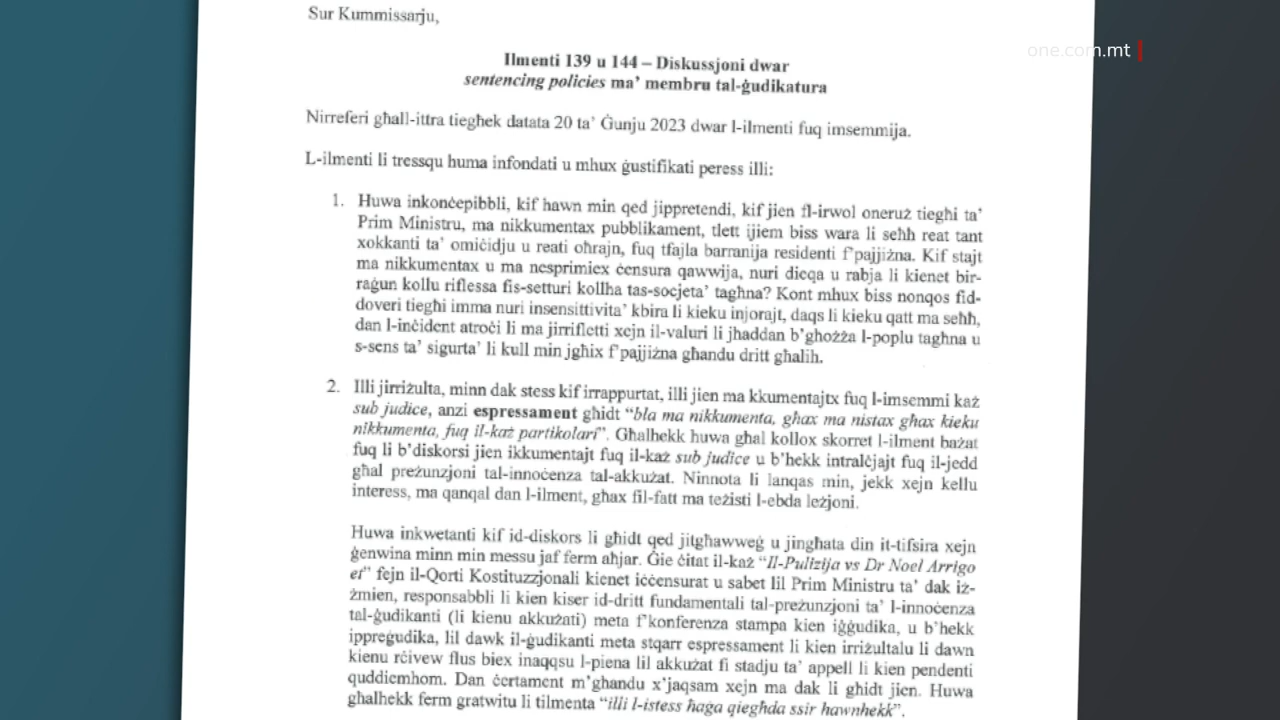 one.com.mt
Sur Kummissarju,
Ilmenti 139 u 144 – Diskussjoni dwar
sentencing policies ma’ membru tal-ġudikatura
Nirreferi għall-ittra tiegħek datata 20 ta’ Ġunju 2023 dwar l-ilmenti fuq imsemmija.
L-ilmenti li tressqu huma infondati u mhux ġustifikati peress illi:
1. Huwa inkonċepibbli, kif hawn min qed jippretendi, kif jien fl-irwol oneruż tiegħi ta’
Prim Ministru, ma nikkumentax pubblikament, tlett ijiem biss wara li seħħ reat tant
xokkanti ta’ omiċidju u reati oħrajn, fuq tfajla barranija residenti f’pajjiżna. Kif stajt
ma nikkumentax u ma nesprimiex ċensura qawwija, nuri dieqa u rabja li kienet bir-
raġun kollu riflessa fis-setturi kollha tas-soċjeta’ tagħna? Kont mhux biss nonqos fid-
doveri tiegħi imma nuri insensittivita’ kbira li kieku injorajt, daqs li kieku qatt ma seħħ,
dan l-inċident atroċi li ma jirrifletti xejn il-valuri li jħaddan b’għożża l-poplu tagħna u
s-sens ta’ sigurta’ li kull min jgħix f’pajjiżna għandu dritt għalih.
2. Illi jirriżulta, minn dak stess kif irrappurtat, illi jien ma kkumentajtx fuq l-imsemmi każ
sub judice, anzi espressament għidt “bla ma nikkumenta, għax ma nistax għax kieku
nikkumenta, fuq il-każ partikolari”. Għalhekk huwa għal kollox skorret l-ilment bażat
fuq li b’diskorsi jien ikkumentajt fuq il-każ sub judice u b’hekk intralċjajt fuq il-jedd
għal preżunzjoni tal-innoċenza tal-akkużat. Ninnota li lanqas min, jekk xejn kellu
interess, ma qanqal dan l-ilment, għax fil-fatt ma teżisti l-ebda leżjoni.
Huwa inkwetanti kif id-diskors li għidt qed jitgħawweġ u jingħata din it-tifsira xejn
ġenwina minn min messu jaf ferm aħjar. Ġie ċitat il-każ “Il-Pulizija vs Dr Noel Arrigo
et” fejn il-Qorti Kostituzzjonali kienet iċċensurat u sabet lil Prim Ministru ta’ dak iż-
żmien, responsabbli li kien kiser id-dritt fundamentali tal-preżunzjoni ta’ l-innoċenza
tal-ġudikanti (li kienu akkużati) meta f’konferenza stampa kien iġġudika, u b’hekk
ippreġudika, lil dawk il-ġudikanti meta stqarr espressament li kien irriżultalu li dawn
kienu rċivew flus biex inaqqsu l-piena lil akkużat fi stadju ta’ appell li kien pendenti
quddiemhom. Dan ċertament m’għandu x’jaqsam xejn ma dak li għidt jien. Huwa
għalhekk ferm gratwitu li tilmenta “illi l-istess ħaġa qiegħda ssir hawnhekk”.